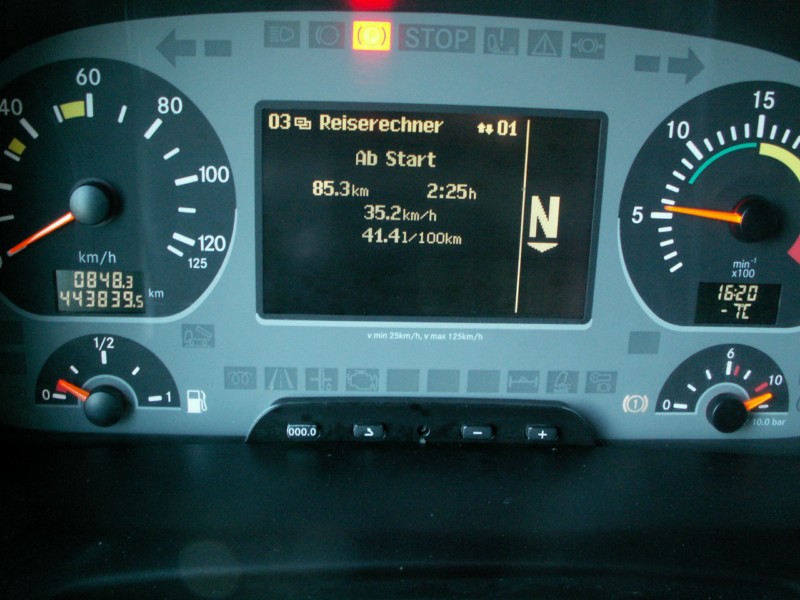 STOP
40
60
80
100
120
125
km/h
0848.3
443839.5 km
03 Reiserechner 01
Ab Start
85.3km 2:25h
35.2km/h
41.4l/100km
N
5
10
15
min⁻¹
x100
16:20
-7°C
v min 25km/h, v max 125km/h
0
1/2
1
0
6
10
10.0 bar
000.0
−
+